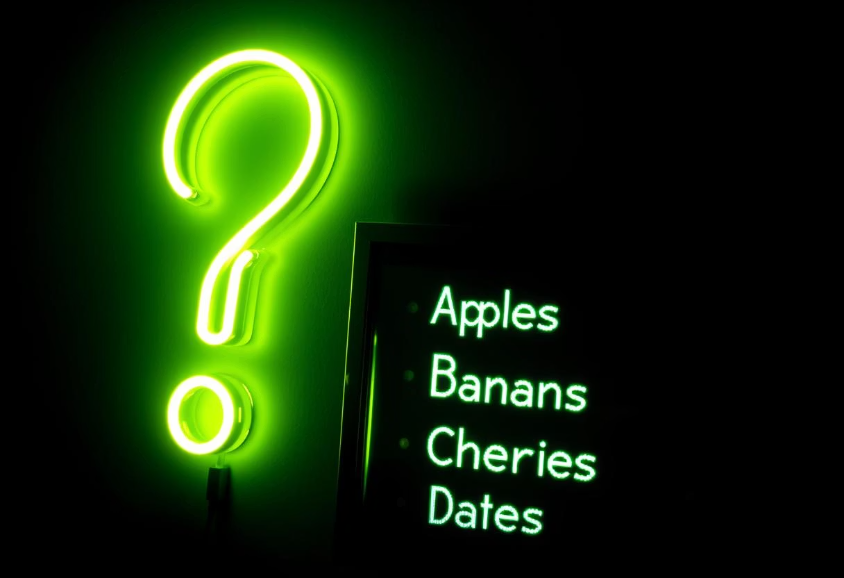 ?
Apples
Banans
Cheries
Dates